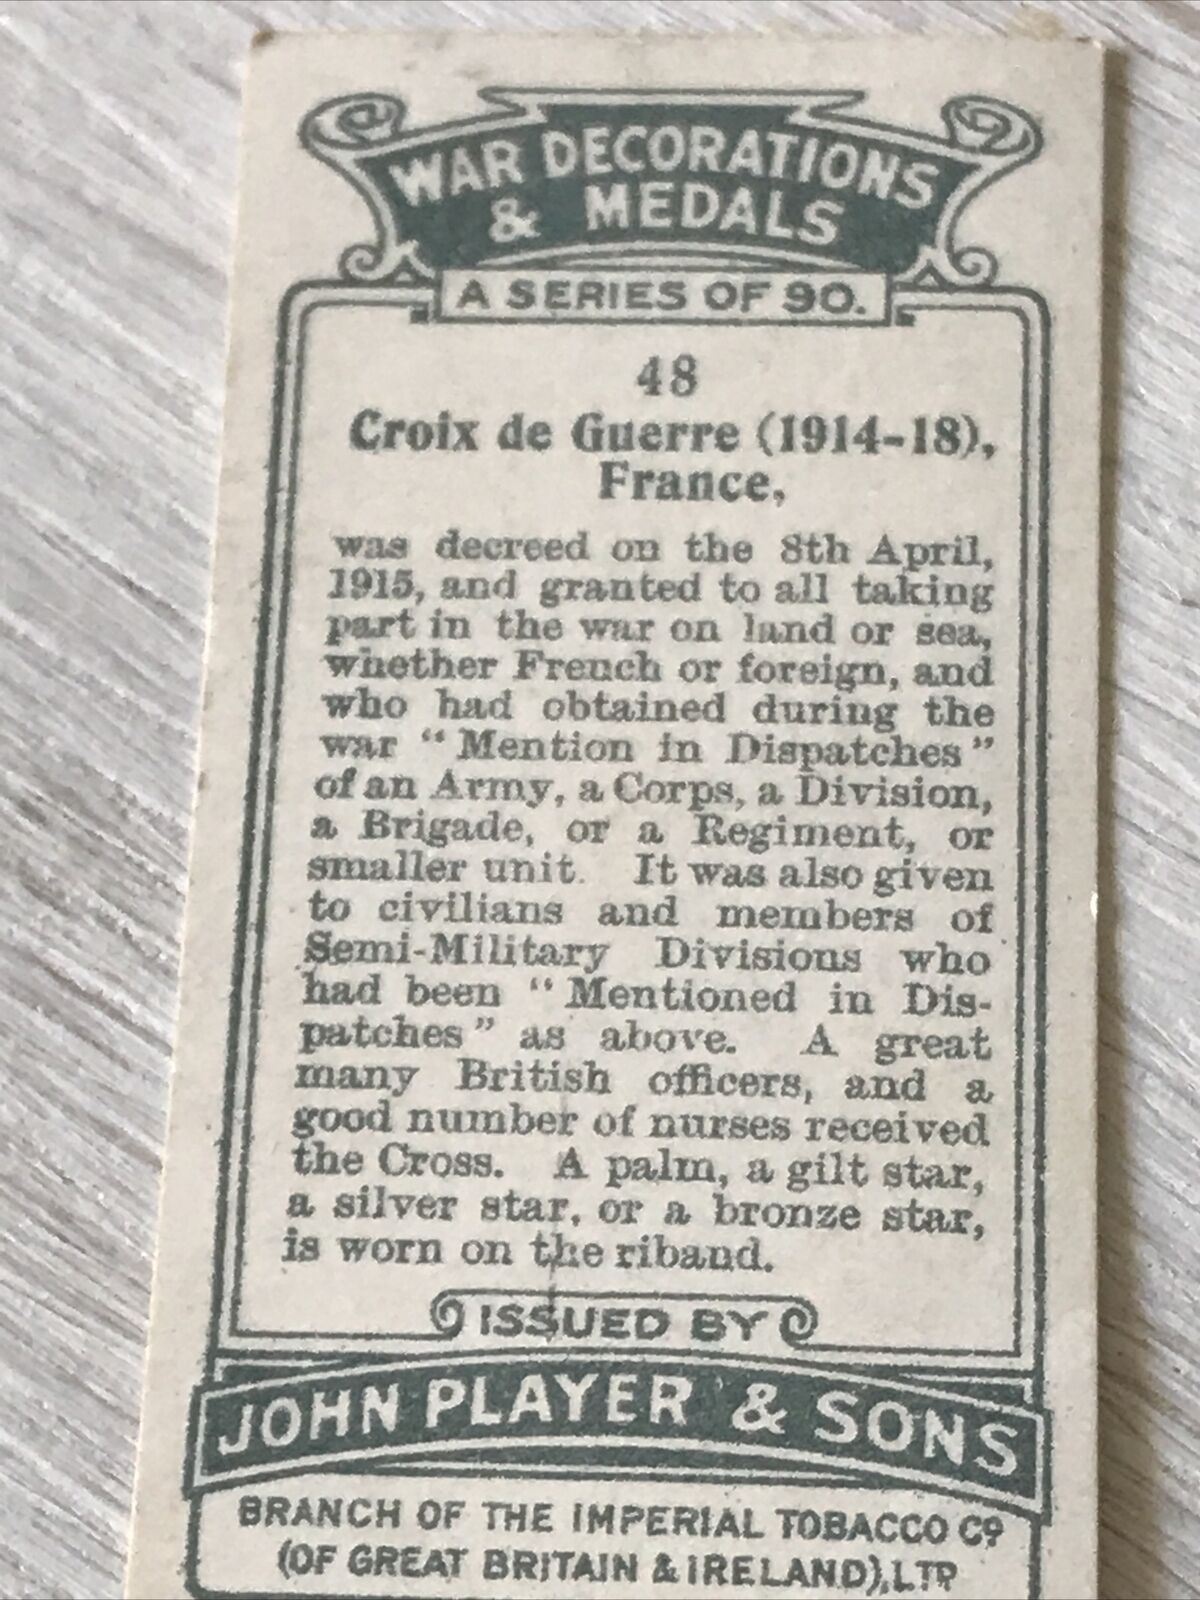 WAR DECORATIONS
& MEDALS
A SERIES OF 90.
48
Croix de Guerre (1914-18),
France,
was decreed on the 8th April,
1915, and granted to all taking
part in the war on land or sea,
whether French or foreign, and
who had obtained during the
war “Mention in Dispatches”
of an Army, a Corps, a Division,
a Brigade, or a Regiment, or
smaller unit. It was also given
to civilians and members of
Semi-Military Divisions who
had been “Mentioned in Dis-
patches” as above. A great
many British officers, and a
good number of nurses received
the Cross. A palm, a gilt star,
a silver star, or a bronze star,
is worn on the riband.
ISSUED BY
JOHN PLAYER & SONS
BRANCH OF THE IMPERIAL TOBACCO Co.
(OF GREAT BRITAIN & IRELAND), LTD